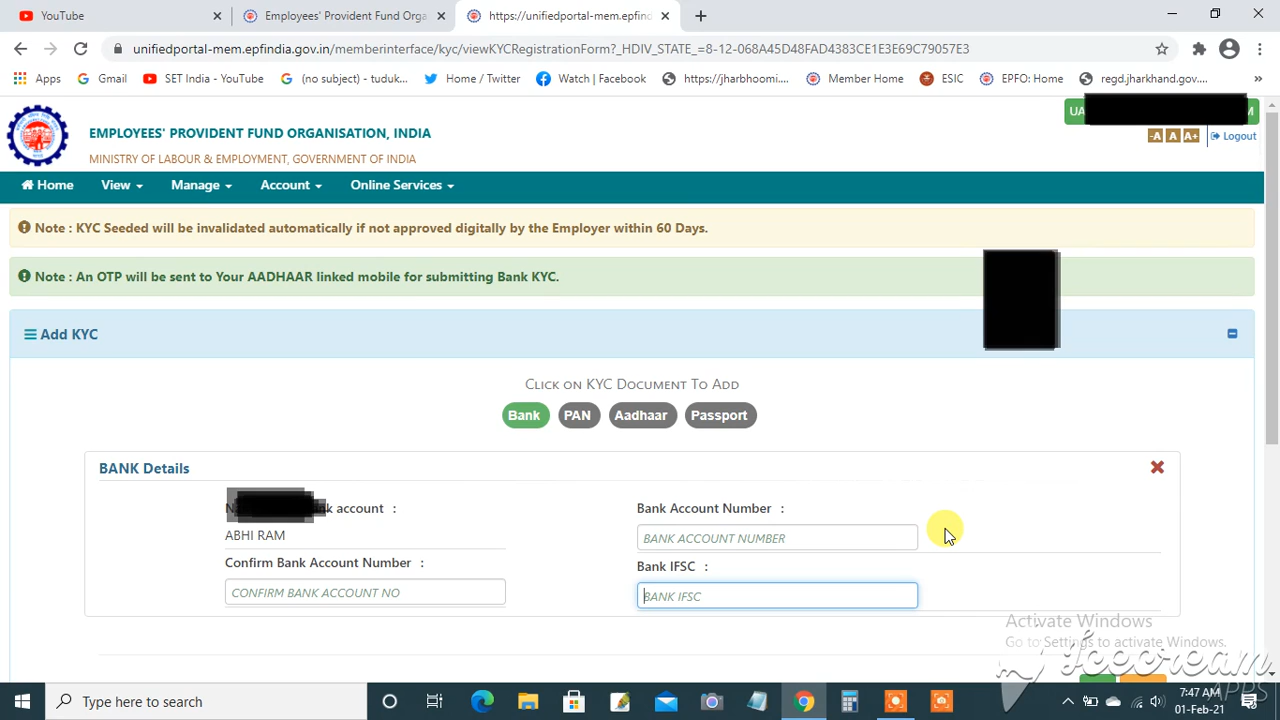 YouTube
Employees' Provident Fund Orga
https://unifiedportal-mem.epfind
unifiedportal-mem.epfindia.gov.in/memberinterface/kyc/viewKYCRegistrationForm?_HDIV_STATE_=8-12-068A45D48FAD4383CE1E3E69C79057E3
Apps Gmail SET India - YouTube (no subject) - tuduk... Home / Twitter Watch | Facebook https://jharbhoomi.... Member Home ESIC EPFO: Home regd.jharkhand.gov.... »
UA
EMPLOYEES' PROVIDENT FUND ORGANISATION, INDIA
-A A A+ Logout
MINISTRY OF LABOUR & EMPLOYMENT, GOVERNMENT OF INDIA
Home View Manage Account Online Services
Note : KYC Seeded will be invalidated automatically if not approved digitally by the Employer within 60 Days.
Note : An OTP will be sent to Your AADHAAR linked mobile for submitting Bank KYC.
Add KYC
CLICK ON KYC DOCUMENT TO ADD
Bank PAN Aadhaar Passport
BANK Details
account :
Bank Account Number :
ABHI RAM
BANK ACCOUNT NUMBER
Confirm Bank Account Number :
Bank IFSC :
CONFIRM BANK ACCOUNT NO
BANK IFSC
Activate Windows
Go to Settings to activate Windows.
Icecream
APPS
Type here to search
7:47 AM
01-Feb-21